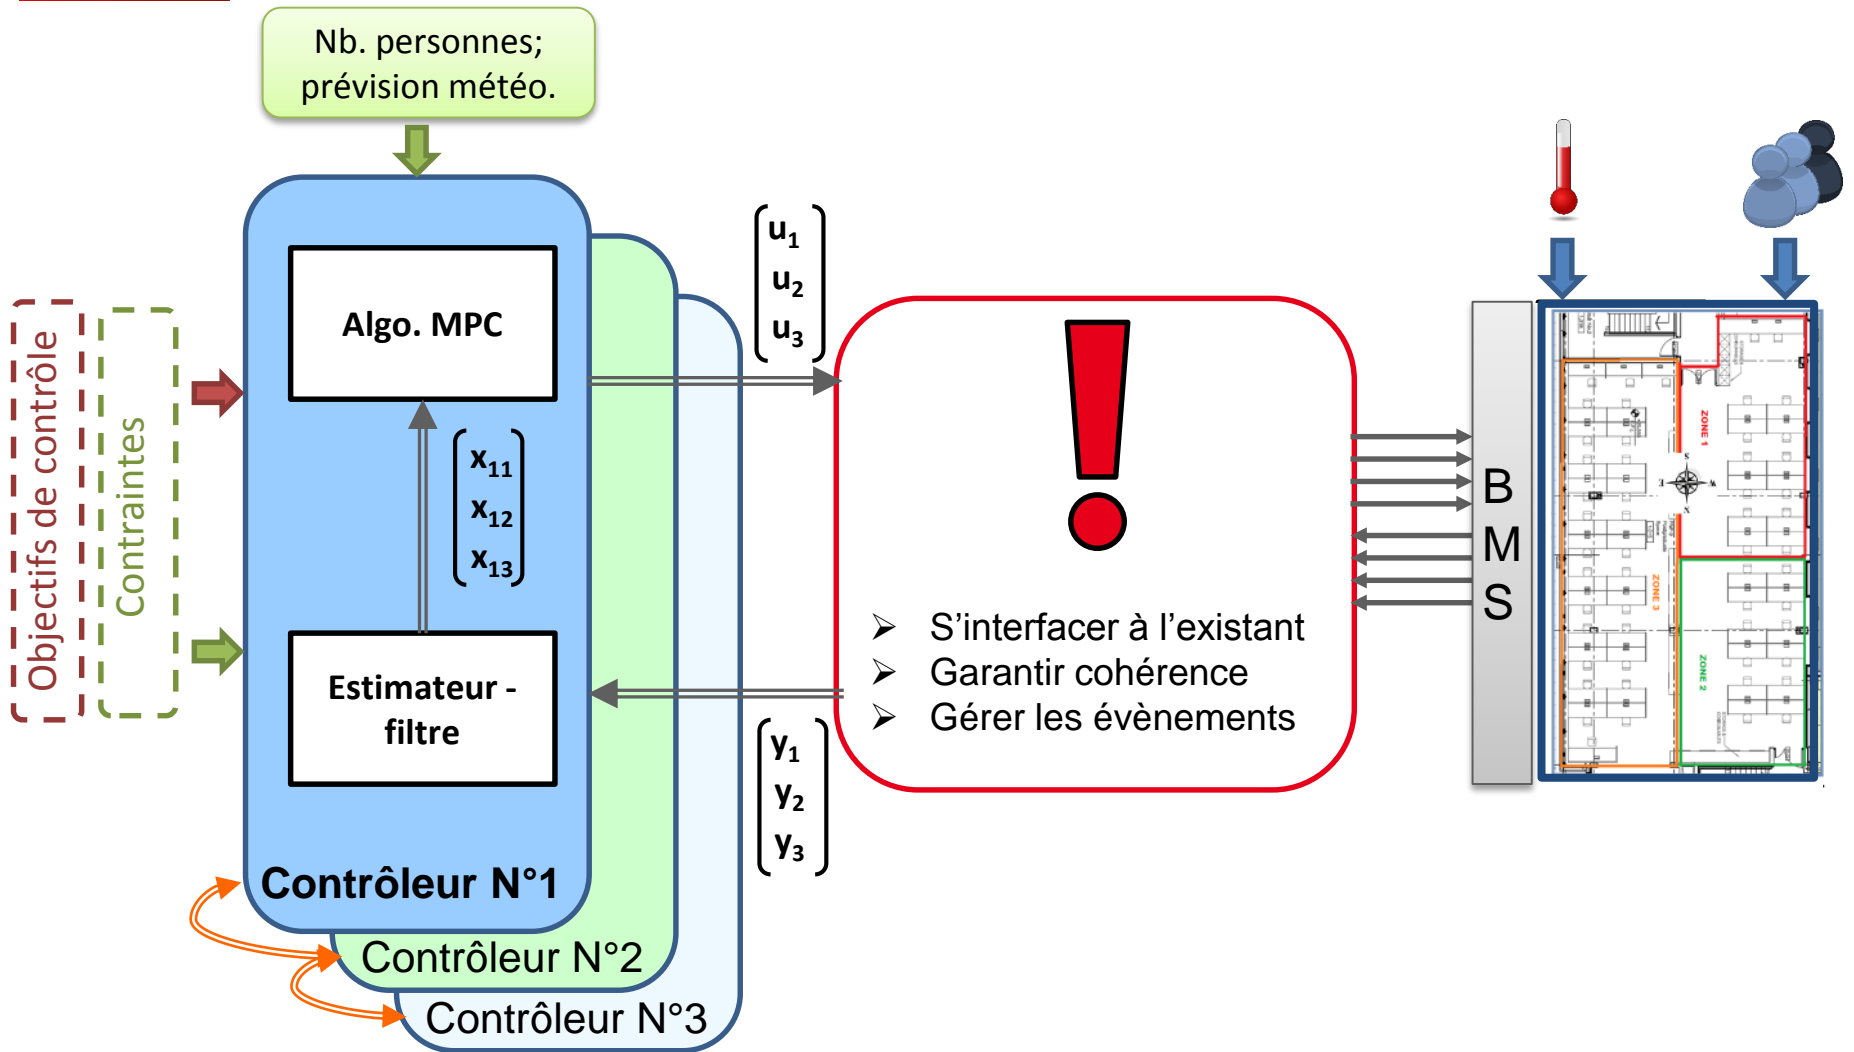 Nb. personnes;
prévision météo.
Objectifs de contrôle
Contraintes
Algo. MPC
x11
x12
x13
Estimateur -
filtre
Contrôleur N°1
Contrôleur N°2
Contrôleur N°3
u1
u2
u3
y1
y2
y3
➢ S'interfacer à l'existant
➢ Garantir cohérence
➢ Gérer les évènements
B
M
S
ZONE 1
ZONE 3
ZONE 2